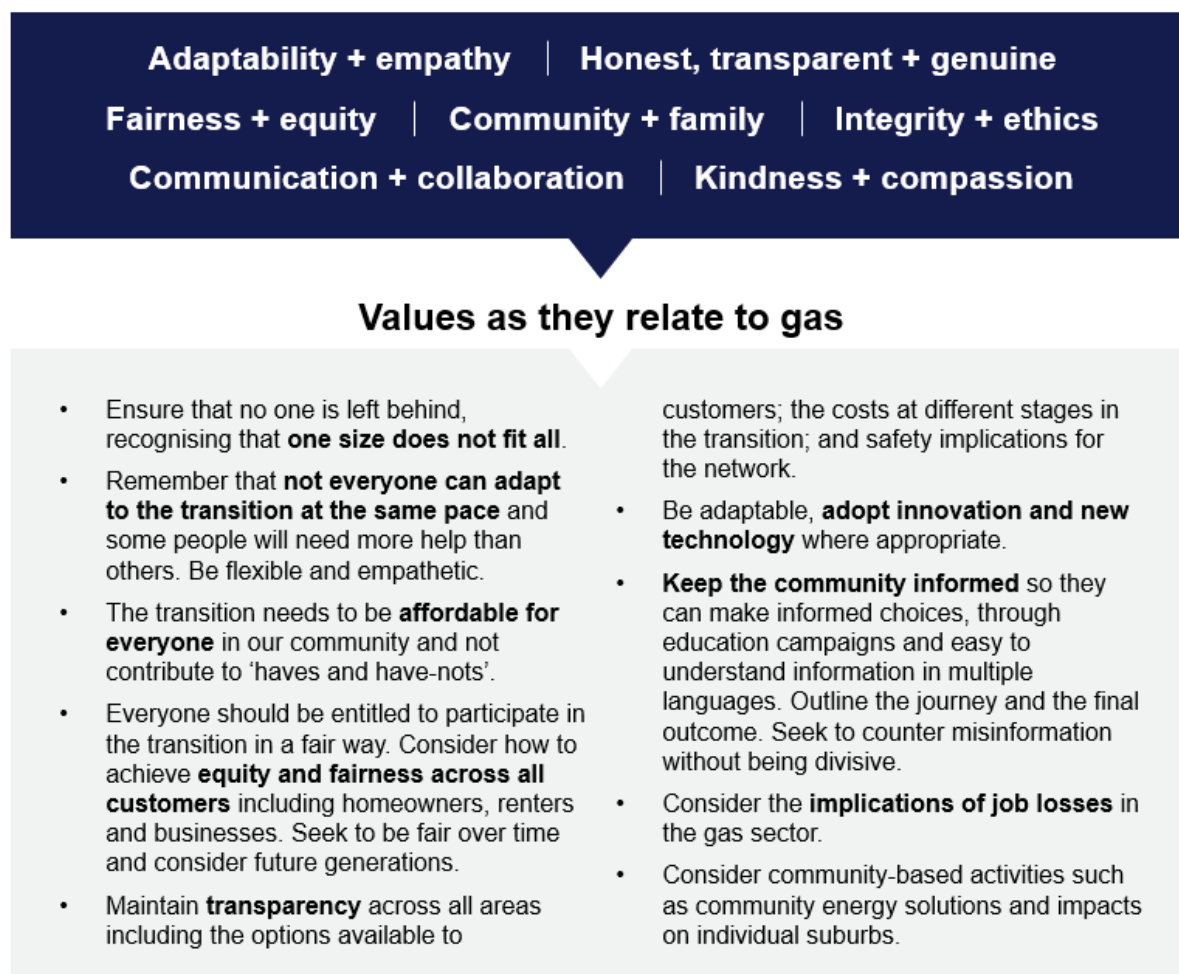 Adaptability + empathy | Honest, transparent + genuine
Fairness + equity | Community + family | Integrity + ethics
Communication + collaboration | Kindness + compassion
Values as they relate to gas
• Ensure that no one is left behind,
recognising that one size does not fit all.
• Remember that not everyone can adapt
to the transition at the same pace and
some people will need more help than
others. Be flexible and empathetic.
• The transition needs to be affordable for
everyone in our community and not
contribute to ‘haves and have-nots’.
• Everyone should be entitled to participate in
the transition in a fair way. Consider how to
achieve equity and fairness across all
customers including homeowners, renters
and businesses. Seek to be fair over time
and consider future generations.
• Maintain transparency across all areas
including the options available to
customers; the costs at different stages in
the transition; and safety implications for
the network.
• Be adaptable, adopt innovation and new
technology where appropriate.
• Keep the community informed so they
can make informed choices, through
education campaigns and easy to
understand information in multiple
languages. Outline the journey and the final
outcome. Seek to counter misinformation
without being divisive.
• Consider the implications of job losses in
the gas sector.
• Consider community-based activities such
as community energy solutions and impacts
on individual suburbs.